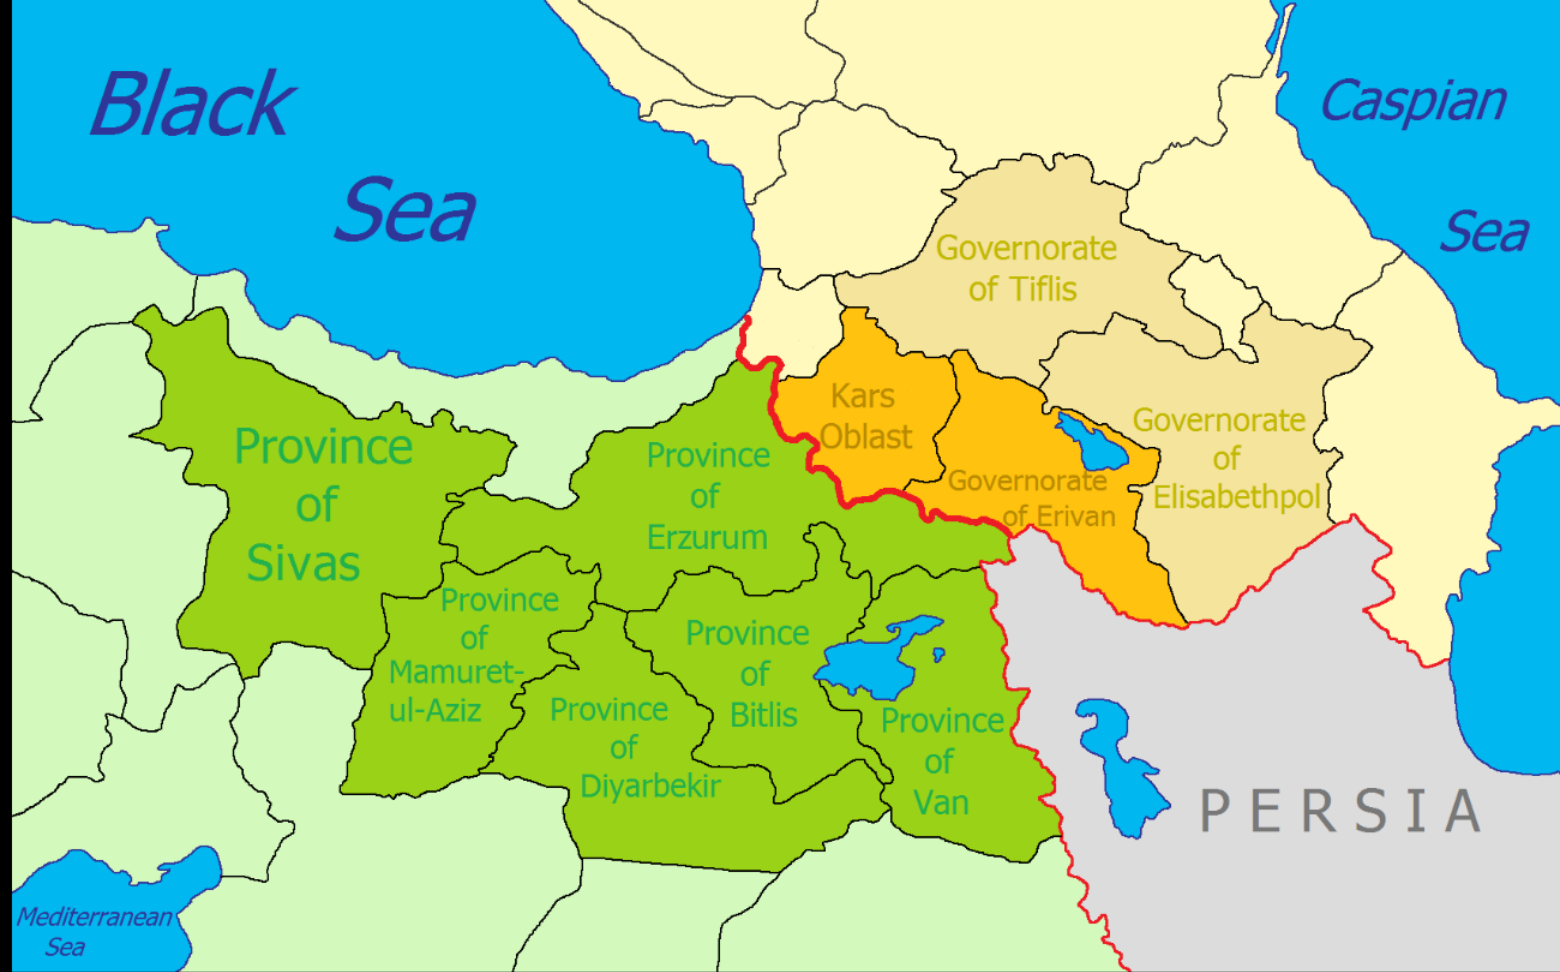 Black
Sea
Caspian
Sea
Governorate
of Tiflis
Kars
Oblast
Governorate
of Erivan
Governorate
of
Elisabethpol
Province
of
Sivas
Province
of
Erzurum
Province
of
Mamuret-
ul-Aziz
Province
of
Bitlis
Province
of
Diyarbekir
Province
of
Van
PERSIA
Mediterranean
Sea